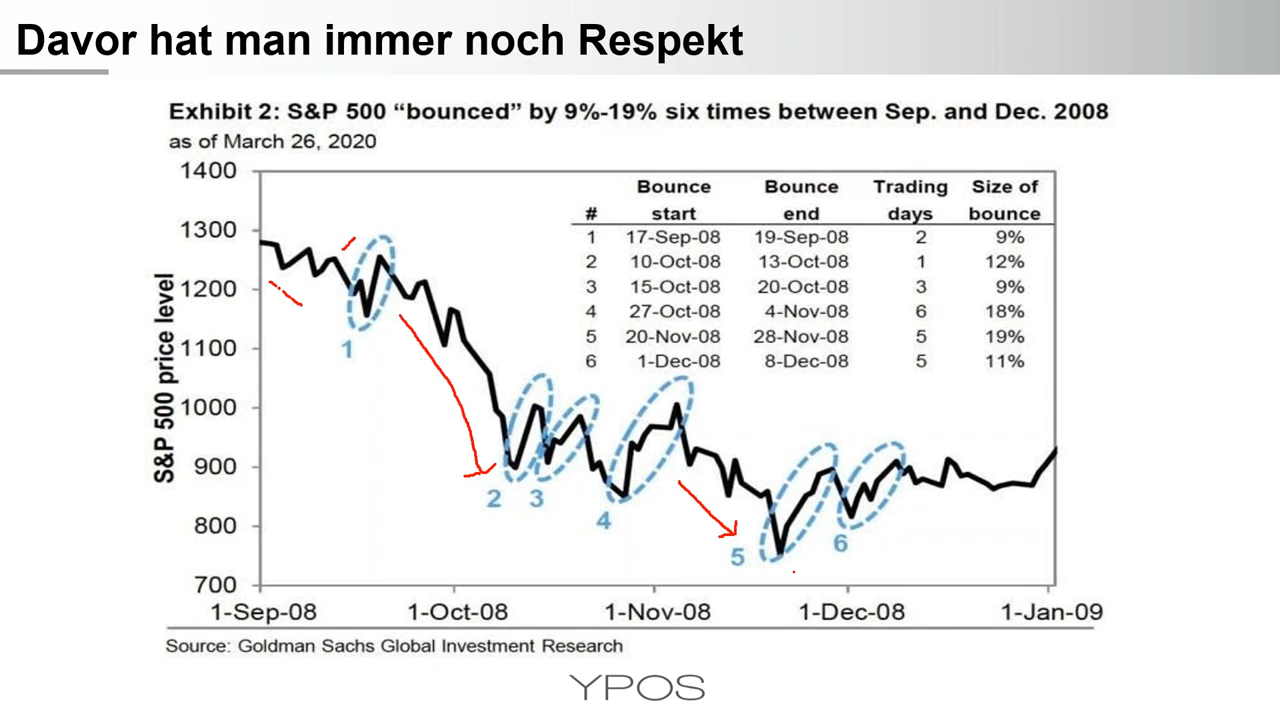 Davor hat man immer noch Respekt
Exhibit 2: S&P 500 “bounced” by 9%-19% six times between Sep. and Dec. 2008
as of March 26, 2020
S&P 500 price level
1400
1300
1200
1100
1000
900
800
700
1-Sep-08 1-Oct-08 1-Nov-08 1-Dec-08 1-Jan-09
Bounce Bounce Trading Size of
# start end days bounce
1 17-Sep-08 19-Sep-08 2 9%
2 10-Oct-08 13-Oct-08 1 12%
3 15-Oct-08 20-Oct-08 3 9%
4 27-Oct-08 4-Nov-08 6 18%
5 20-Nov-08 28-Nov-08 5 19%
6 1-Dec-08 8-Dec-08 5 11%
1
2
3
4
5
6
Source: Goldman Sachs Global Investment Research
YPOS